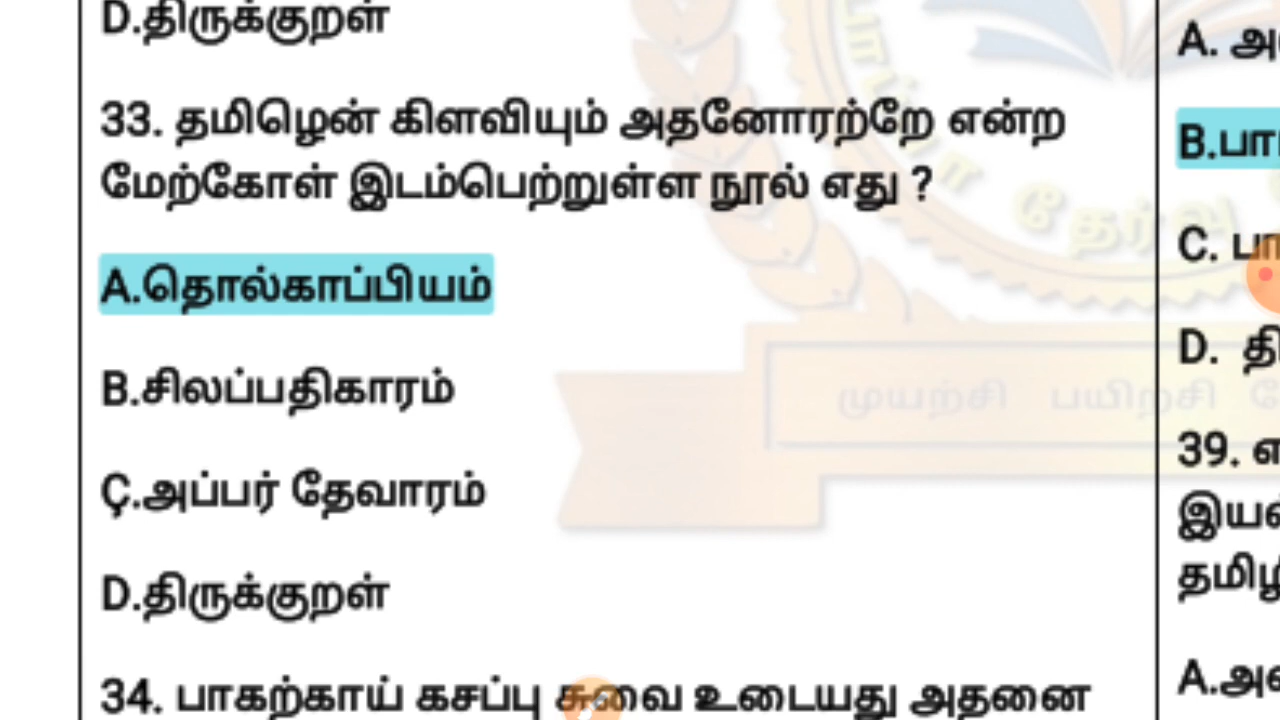 D.திருக்குறள்
33. தமிழென் கிளவியும் அதனோரற்றே என்ற
மேற்கோள் இடம்பெற்றுள்ள நூல் எது ?
A.தொல்காப்பியம்
B.சிலப்பதிகாரம்
Ç.அப்பர் தேவாரம்
D.திருக்குறள்
34. பாகற்காய் கசப்பு சுவை உடையது அதனை
A.
B.
C.
D.
39.
A.
தேர்வு
முயற்சி பயிற்சி